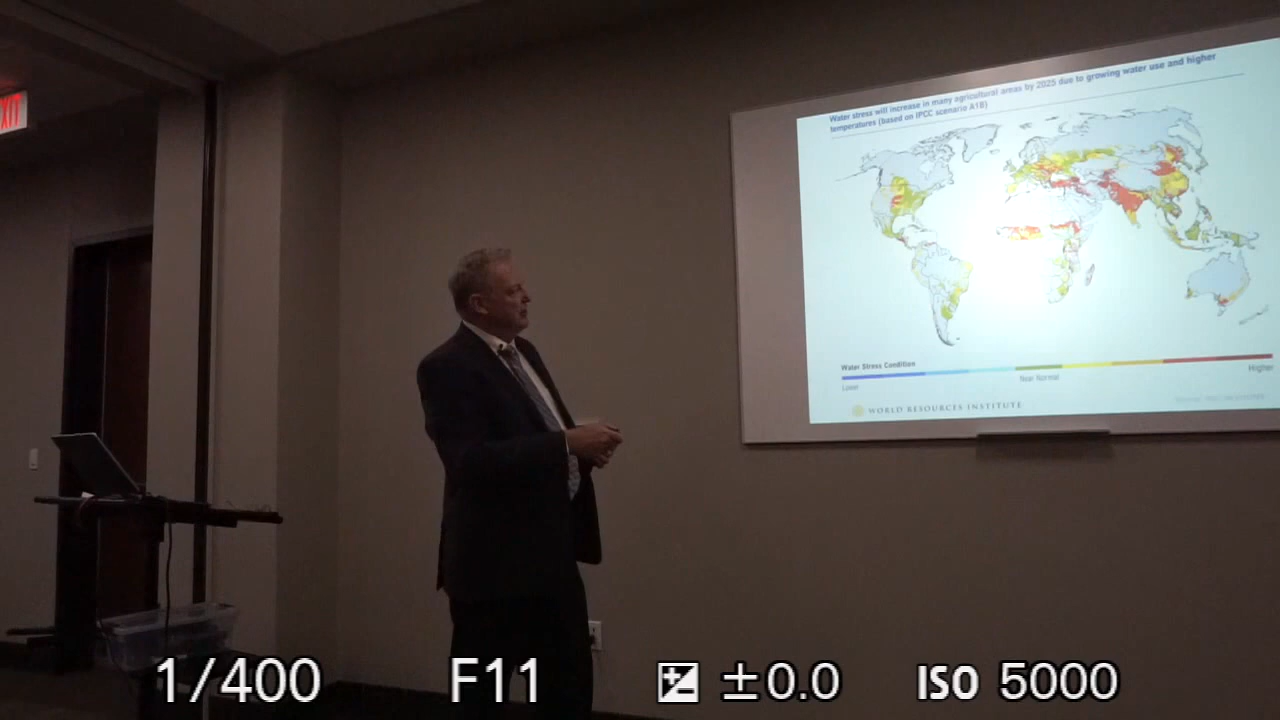 EXIT
Water stress will increase in many agricultural areas by 2025 due to growing water use and higher
temperatures (based on IPCC scenario A1B)
Water Stress Condition
Lower
Near Normal
Higher
WORLD RESOURCES INSTITUTE
1/400 F11 ±0.0 ISO 5000